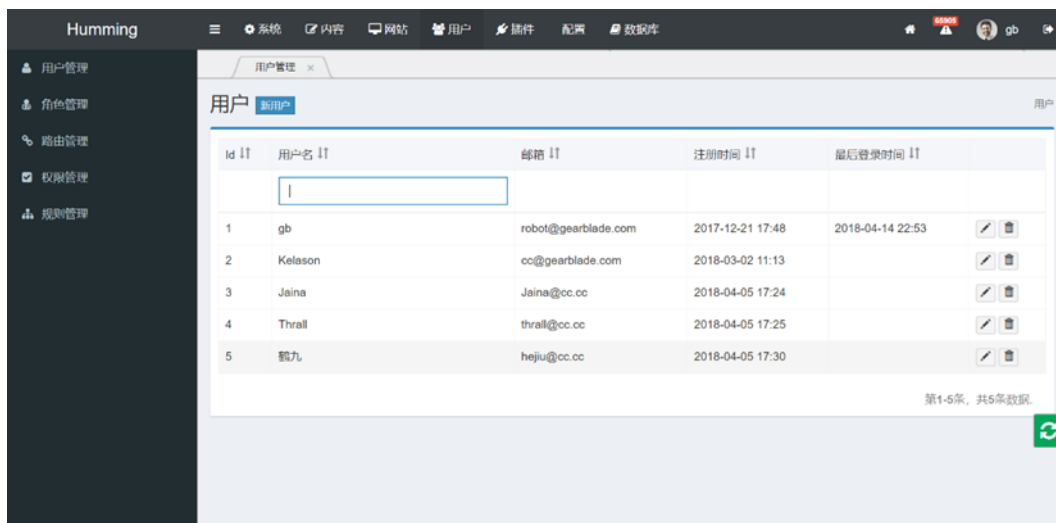 Humming
系统 内容 网站 用户 插件 配置 数据库
65905
gb
用户管理
角色管理
路由管理
权限管理
规则管理
用户管理 ×
用户 新用户
用户
Id 用户名 邮箱 注册时间 最后登录时间
1 gb robot@gearblade.com 2017-12-21 17:48 2018-04-14 22:53
2 Kelason cc@gearblade.com 2018-03-02 11:13
3 Jaina Jaina@cc.cc 2018-04-05 17:24
4 Thrall thrall@cc.cc 2018-04-05 17:25
5 鹤九 hejiu@cc.cc 2018-04-05 17:30
第1-5条，共5条数据.